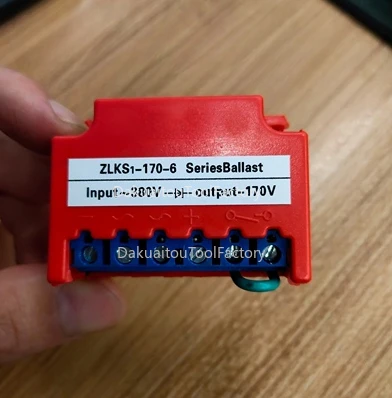 ZLKS1-170-6 SeriesBallast
Input~380V output-170V
DakuaitouToolFactory